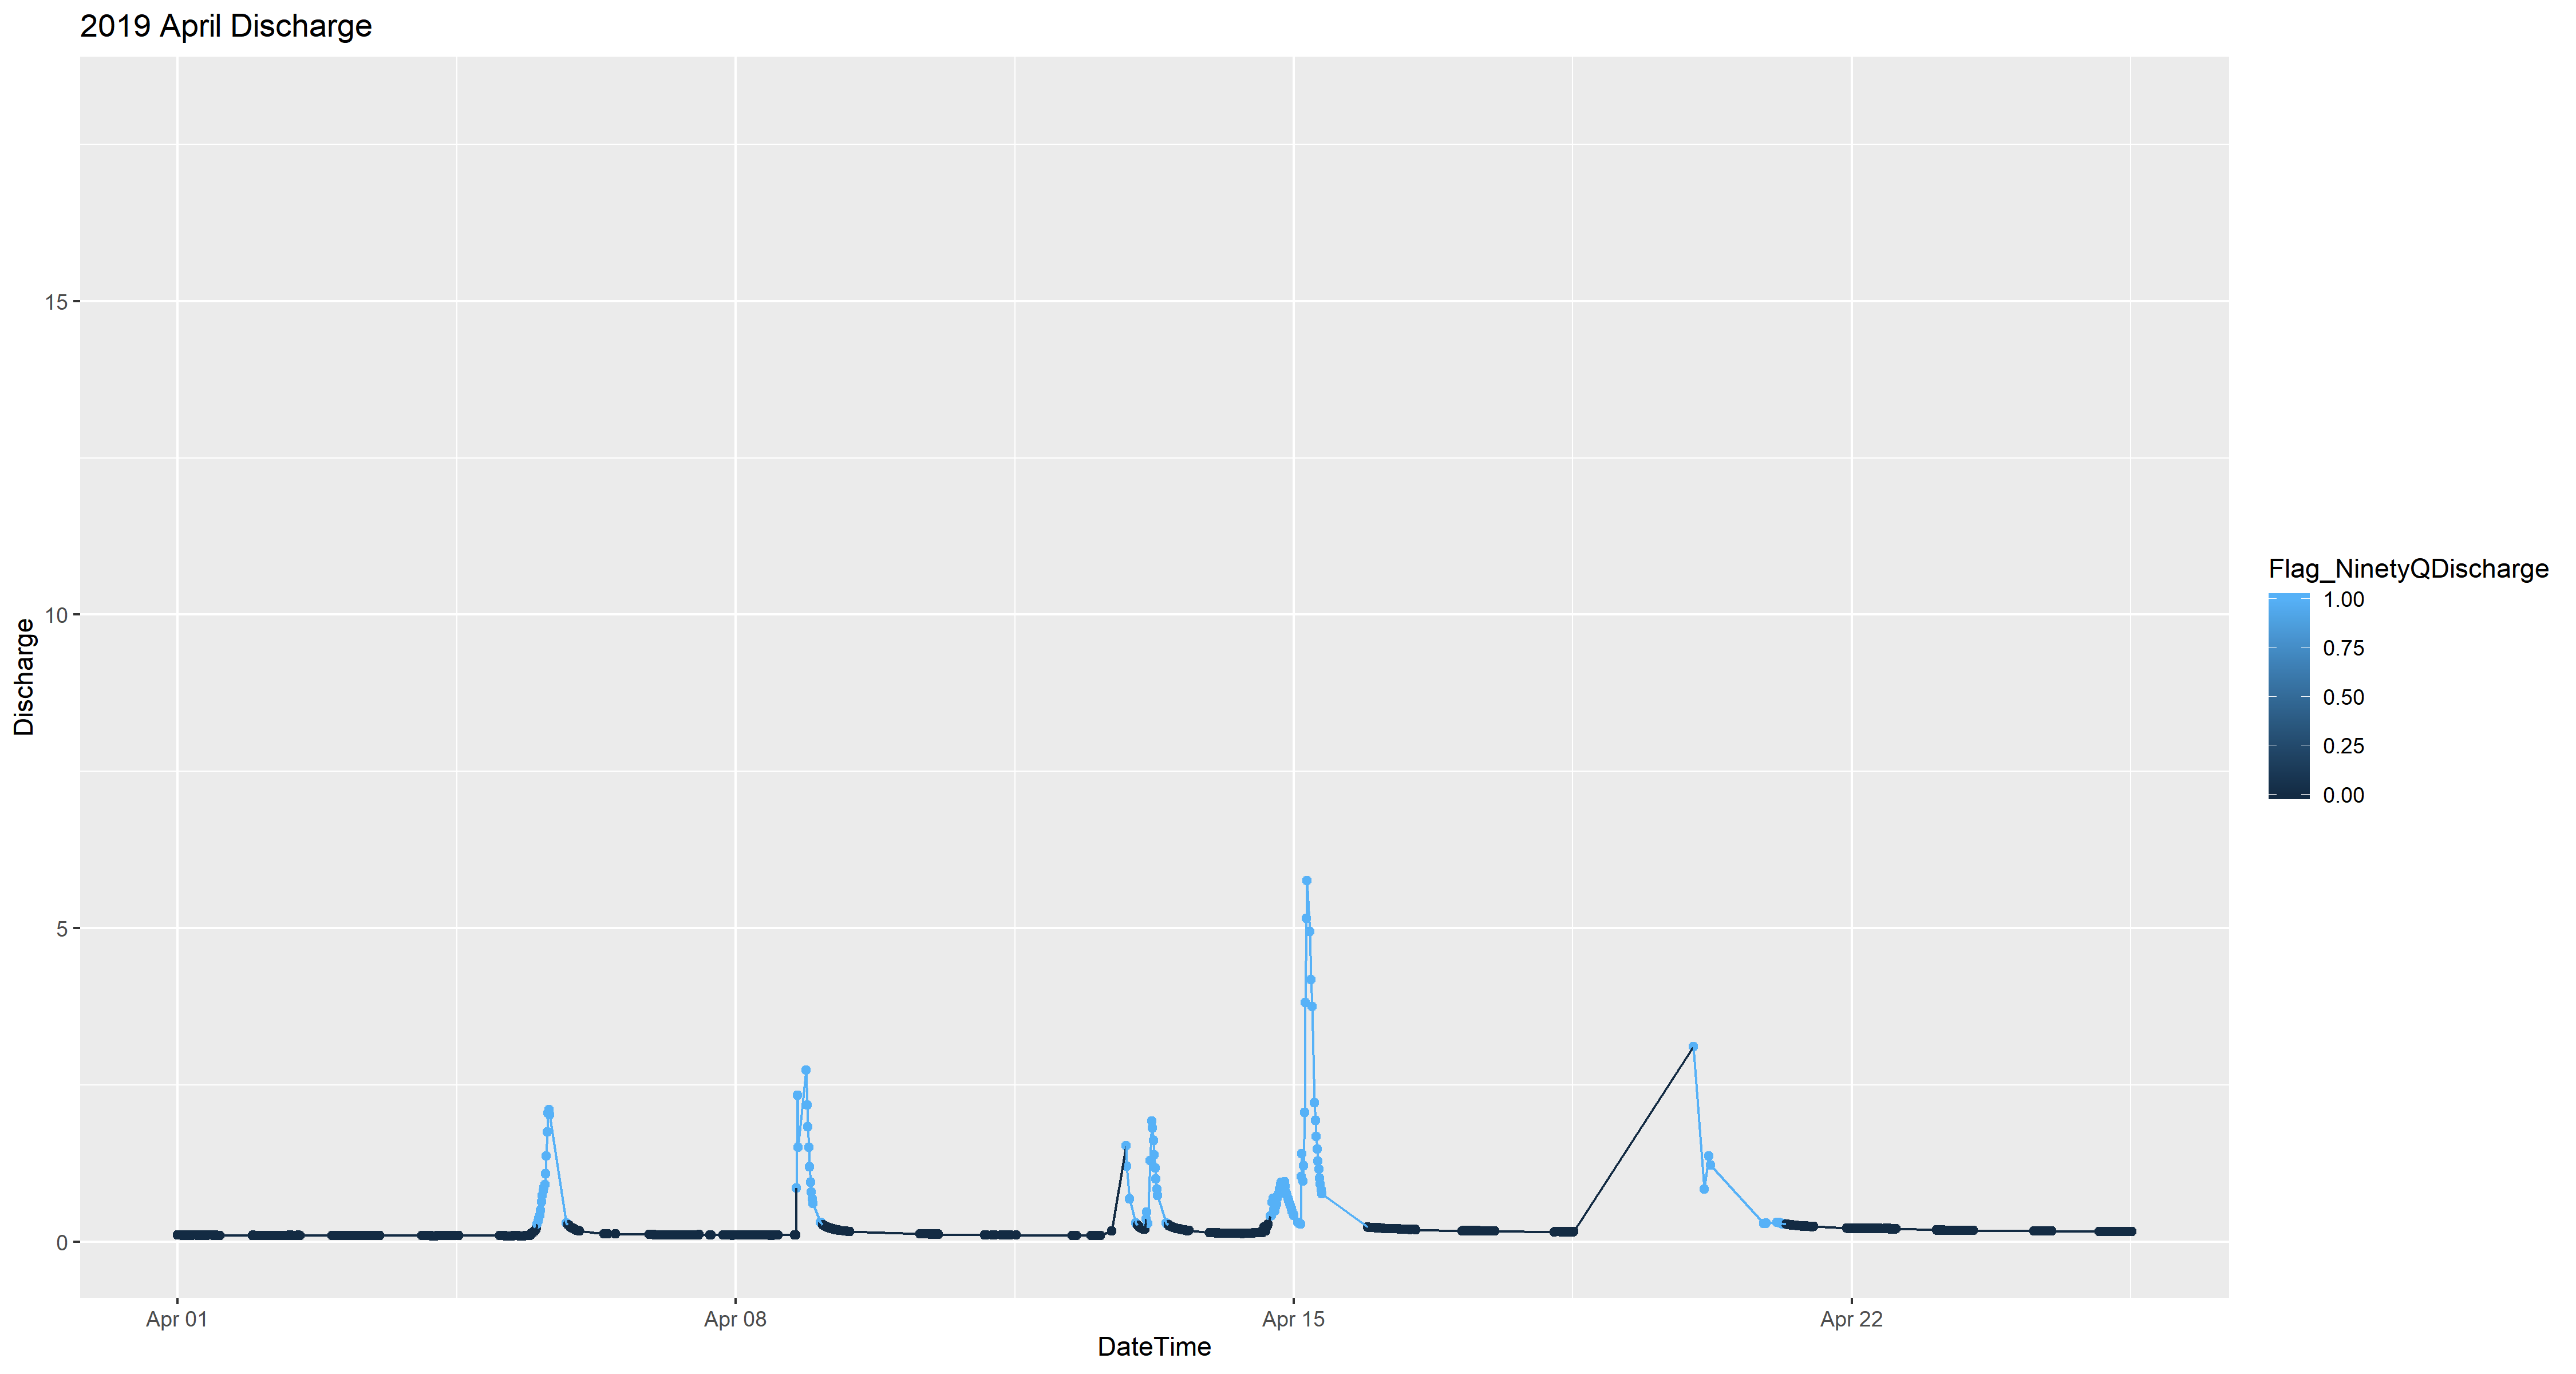 2019 April Discharge
15
10
5
0
Discharge
Apr 01
Apr 08
Apr 15
Apr 22
DateTime
Flag_NinetyQDischarge
1.00
0.75
0.50
0.25
0.00